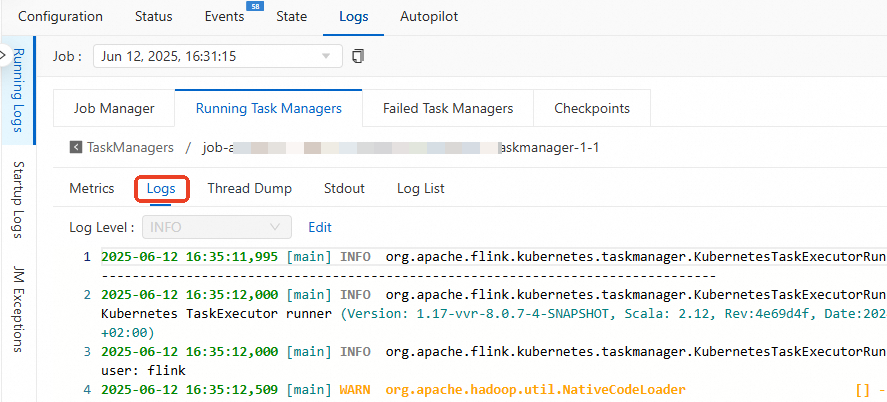 Configuration Status Events 58 State Logs Autopilot
Job : Jun 12, 2025, 16:31:15
Running Logs
Startup Logs
JM Exceptions
Job Manager Running Task Managers Failed Task Managers Checkpoints
TaskManagers / job-a askmanager-1-1
Metrics Logs Thread Dump Stdout Log List
Log Level : INFO Edit
1 2025-06-12 16:35:11,995 [main] INFO org.apache.flink.kubernetes.taskmanager.KubernetesTaskExecutorRun
--------------------------------------------------------------------------------
2 2025-06-12 16:35:12,000 [main] INFO org.apache.flink.kubernetes.taskmanager.KubernetesTaskExecutorRun
Kubernetes TaskExecutor runner (Version: 1.17-vvr-8.0.7-4-SNAPSHOT, Scala: 2.12, Rev:4e69d4f, Date:202
+02:00)
3 2025-06-12 16:35:12,000 [main] INFO org.apache.flink.kubernetes.taskmanager.KubernetesTaskExecutorRun
user: flink
4 2025-06-12 16:35:12,509 [main] WARN org.apache.hadoop.util.NativeCodeLoader [] -